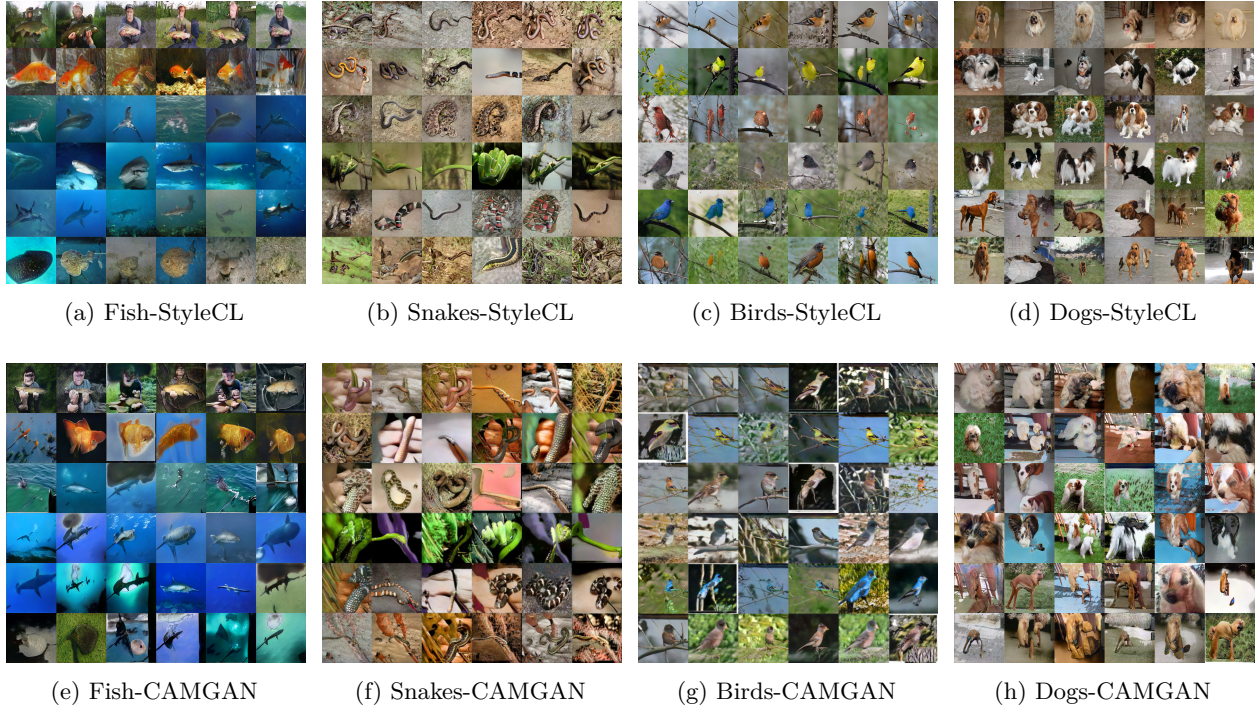 (a) Fish-StyleCL
(b) Snakes-StyleCL
(c) Birds-StyleCL
(d) Dogs-StyleCL
(e) Fish-CAMGAN
(f) Snakes-CAMGAN
(g) Birds-CAMGAN
(h) Dogs-CAMGAN